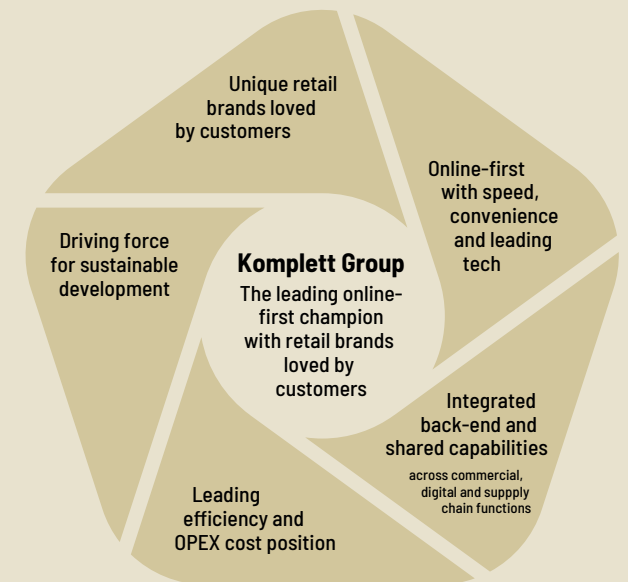 Unique retail
brands loved
by customers
Online-first
with speed,
convenience
and leading
tech
Driving force
for sustainable
development
Komplett Group
The leading online-
first champion
with retail brands
loved by
customers
Integrated
back-end and
shared capabilities
across commercial,
digital and suppply
chain functions
Leading
efficiency and
OPEX cost position